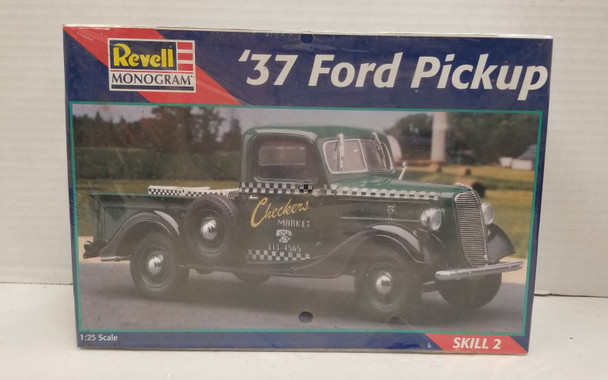 Revell
MONOGRAM
'37 Ford Pickup
Checkers
MARKET
1:25 Scale
SKILL 2